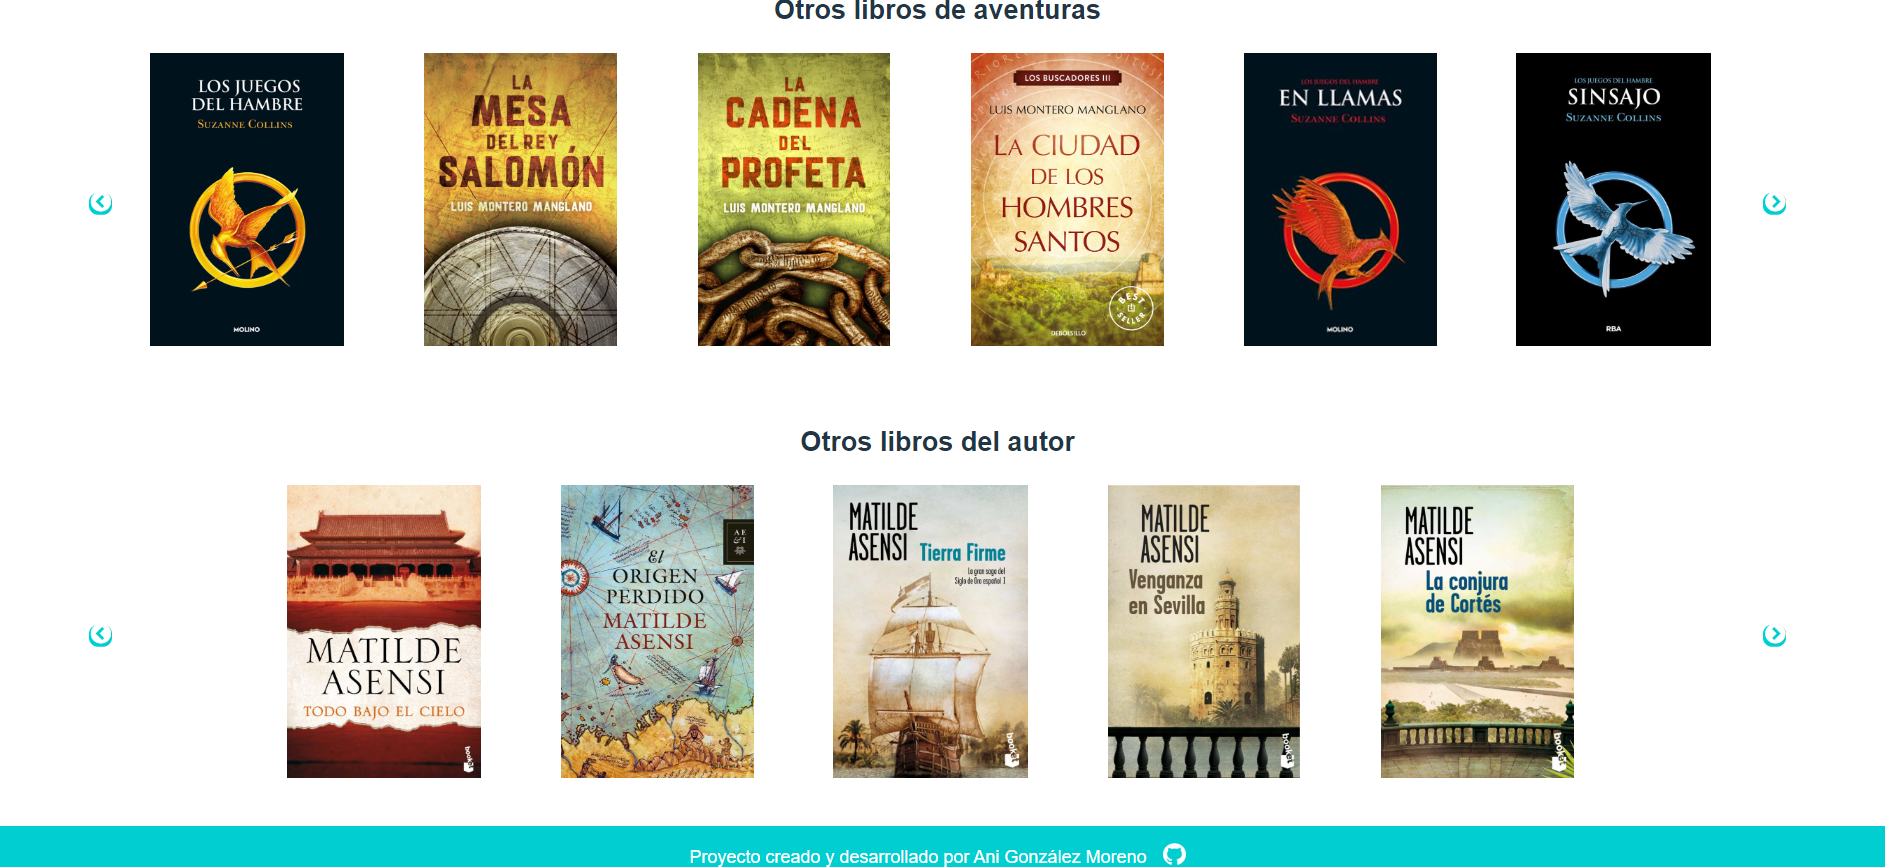 Otros libros de aventuras
LOS JUEGOS
DEL HAMBRE
SUZANNE COLLINS
MOLINO
LA
MESA
DEL REY
SALOMÓN
LUIS MONTERO MANGLANO
LA
CADENA
DEL
PROFETA
LUIS MONTERO MANGLANO
LOS BUSCADORES III
LUIS MONTERO MANGLANO
LA CIUDAD
DE LOS
HOMBRES
SANTOS
BEST
SELLER
DEBOLSILLO
LOS JUEGOS DEL HAMBRE
EN LLAMAS
SUZANNE COLLINS
MOLINO
LOS JUEGOS DEL HAMBRE
SINSAJO
SUZANNE COLLINS
RBA
Otros libros del autor
MATILDE
ASENSI
TODO BAJO EL CIELO
booket
AE
&I
El
ORIGEN
PERDIDO
MATILDE
ASENSI
MATILDE
ASENSI
Tierra Firme
La gran saga del
Siglo de Oro español I
booket
MATILDE
ASENSI
Venganza
en Sevilla
booket
MATILDE
ASENSI
La conjura
de Cortés
booket
Proyecto creado y desarrollado por Ani González Moreno